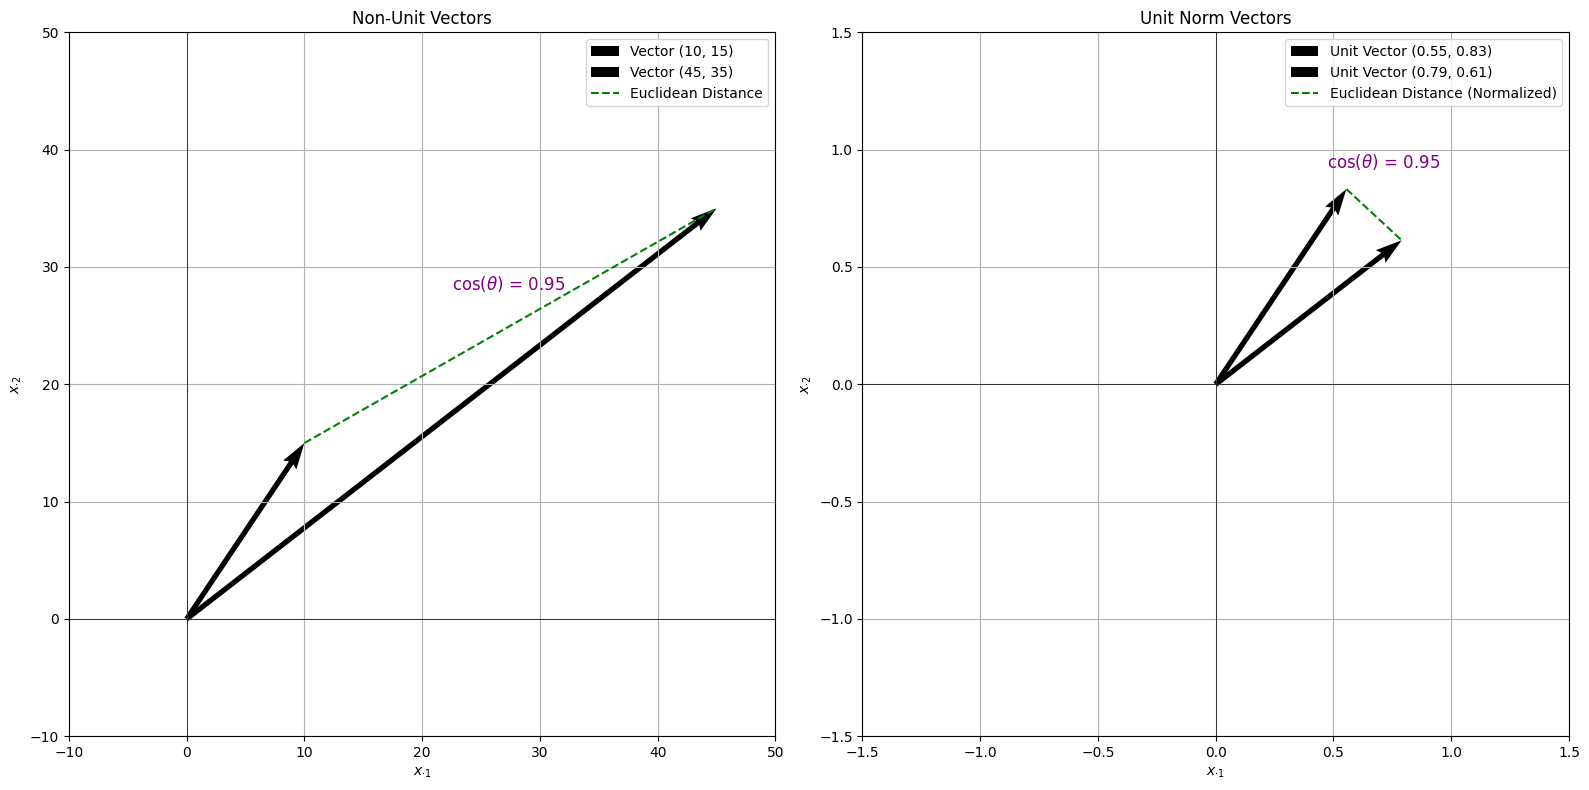 Non-Unit Vectors
Vector (10, 15)
Vector (45, 35)
Euclidean Distance
50
40
30
20
10
0
−10
x·2
cos(θ) = 0.95
−10
0
10
20
30
40
50
x·1
Unit Norm Vectors
Unit Vector (0.55, 0.83)
Unit Vector (0.79, 0.61)
Euclidean Distance (Normalized)
1.5
1.0
0.5
0.0
−0.5
−1.0
−1.5
x·2
cos(θ) = 0.95
−1.5
−1.0
−0.5
0.0
0.5
1.0
1.5
x·1